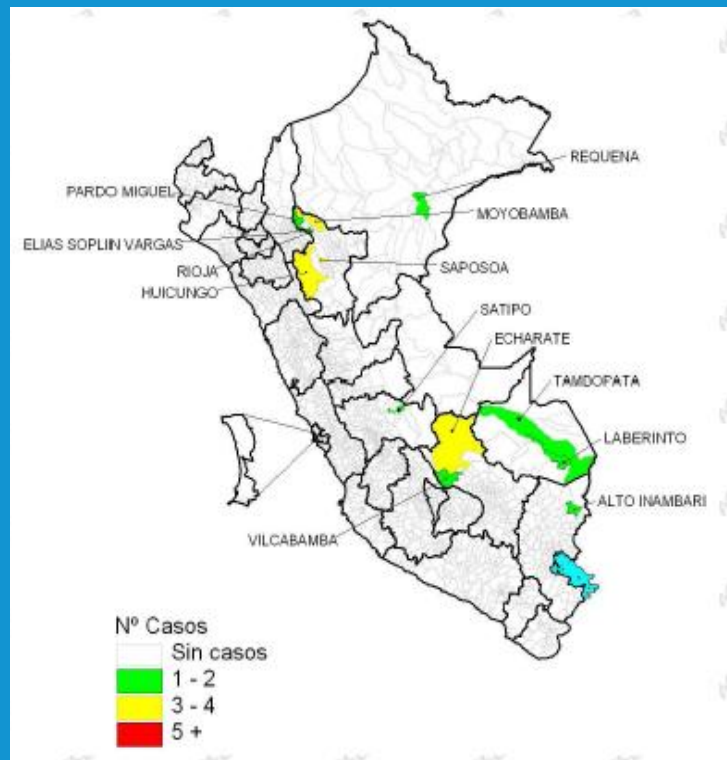 REQUENA
PARDO MIGUEL
MOYOBAMBA
ELIAS SOPLIIN VARGAS
RIOJA
SAPOSOA
HUICUNGO
SATIPO
ECHARATE
TAMDOPATA
LABERINTO
ALTO INAMBARI
VILCABAMBA
Nº Casos
Sin casos
1 - 2
3 - 4
5 +